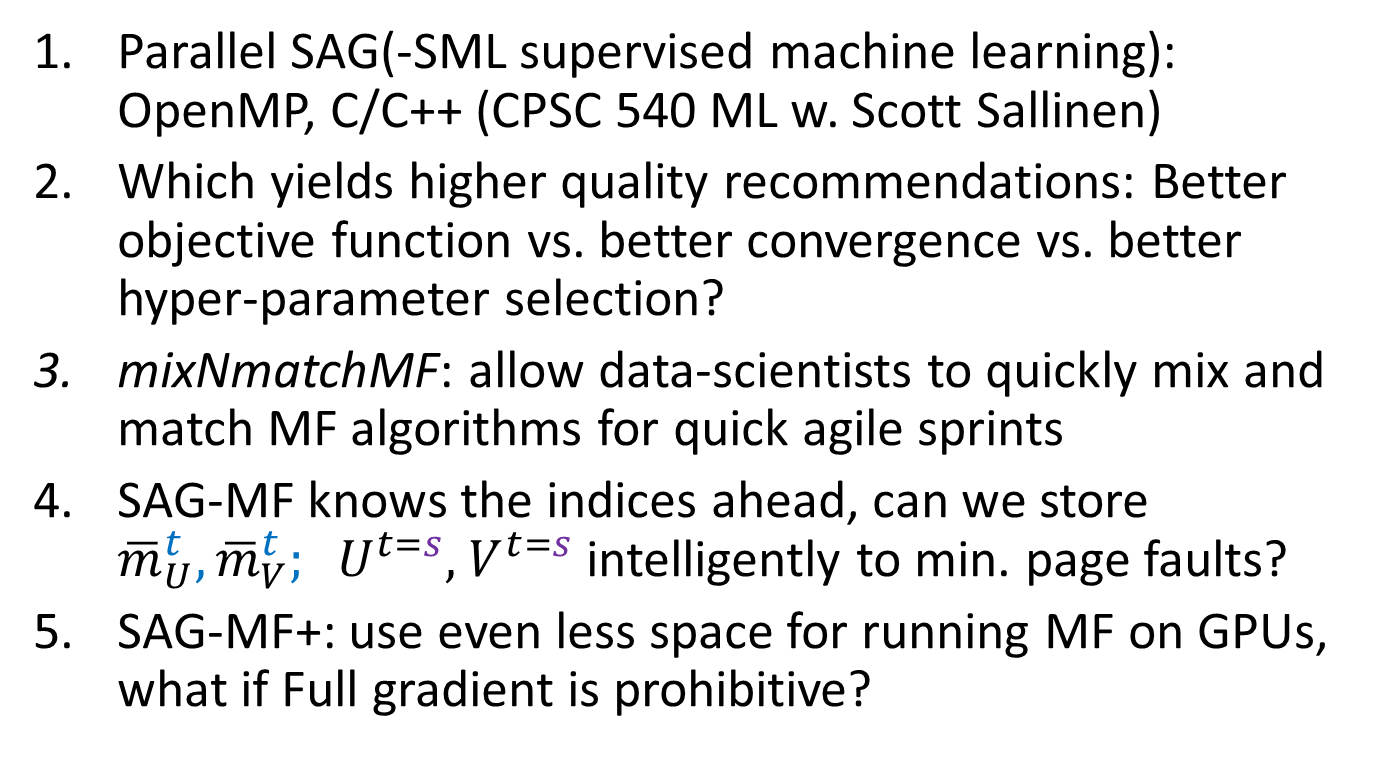 1. Parallel SAG(-SML supervised machine learning):
OpenMP, C/C++ (CPSC 540 ML w. Scott Sallinen)
2. Which yields higher quality recommendations: Better
objective function vs. better convergence vs. better
hyper-parameter selection?
3. mixNmatchMF: allow data-scientists to quickly mix and
match MF algorithms for quick agile sprints
4. SAG-MF knows the indices ahead, can we store
m̅ᵗ_U, m̅ᵗ_V; U^{t=s}, V^{t=s} intelligently to min. page faults?
5. SAG-MF+: use even less space for running MF on GPUs,
what if Full gradient is prohibitive?